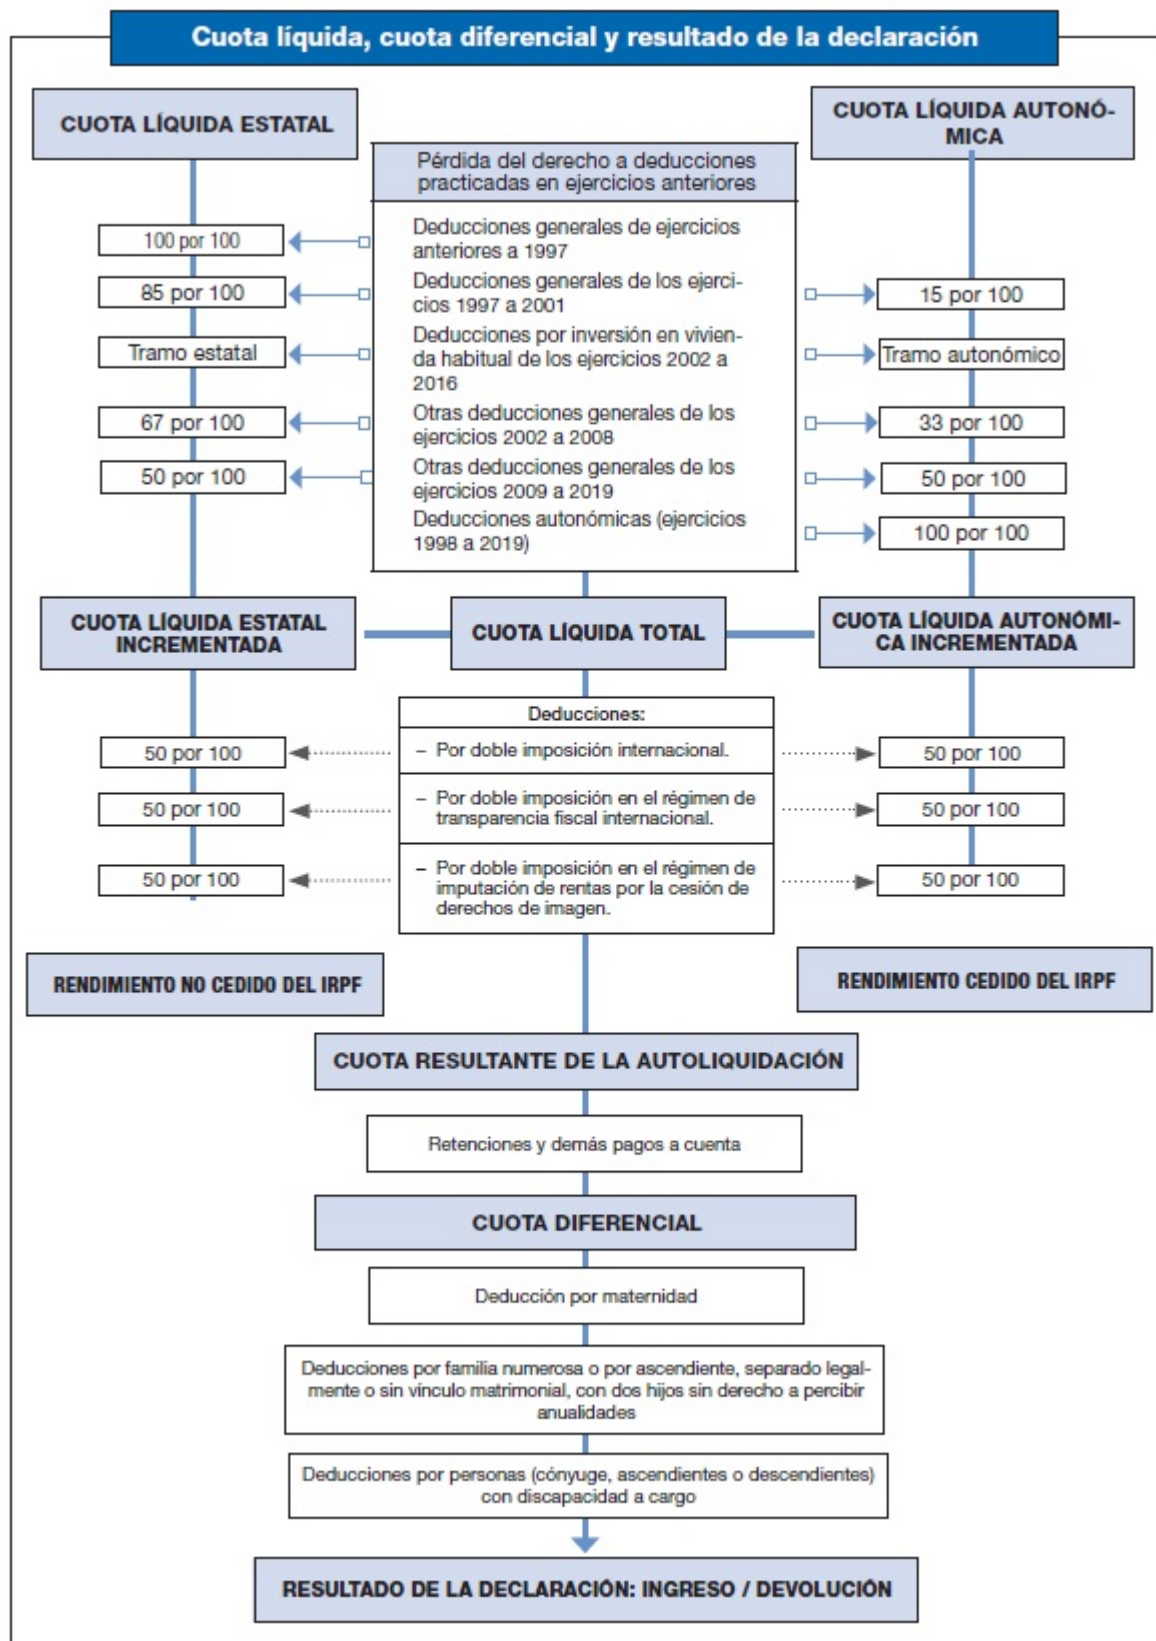 Cuota líquida, cuota diferencial y resultado de la declaración
CUOTA LÍQUIDA ESTATAL
CUOTA LÍQUIDA AUTONÓ-
MICA
Pérdida del derecho a deducciones
practicadas en ejercicios anteriores
100 por 100
Deducciones generales de ejercicios
anteriores a 1997
85 por 100
Deducciones generales de los ejerci-
cios 1997 a 2001
15 por 100
Tramo estatal
Deducciones por inversión en vivien-
da habitual de los ejercicios 2002 a
2016
Tramo autonómico
67 por 100
Otras deducciones generales de los
ejercicios 2002 a 2008
33 por 100
50 por 100
Otras deducciones generales de los
ejercicios 2009 a 2019
50 por 100
Deducciones autonómicas (ejercicios
1998 a 2019)
100 por 100
CUOTA LÍQUIDA ESTATAL
INCREMENTADA
CUOTA LÍQUIDA TOTAL
CUOTA LÍQUIDA AUTONÓMI-
CA INCREMENTADA
Deducciones:
50 por 100
– Por doble imposición internacional.
50 por 100
50 por 100
– Por doble imposición en el régimen de
transparencia fiscal internacional.
50 por 100
50 por 100
– Por doble imposición en el régimen de
imputación de rentas por la cesión de
derechos de imagen.
50 por 100
RENDIMIENTO NO CEDIDO DEL IRPF
RENDIMIENTO CEDIDO DEL IRPF
CUOTA RESULTANTE DE LA AUTOLIQUIDACIÓN
Retenciones y demás pagos a cuenta
CUOTA DIFERENCIAL
Deducción por maternidad
Deducciones por familia numerosa o por ascendiente, separado legal-
mente o sin vínculo matrimonial, con dos hijos sin derecho a percibir
anualidades
Deducciones por personas (cónyuge, ascendientes o descendientes)
con discapacidad a cargo
RESULTADO DE LA DECLARACIÓN: INGRESO / DEVOLUCIÓN